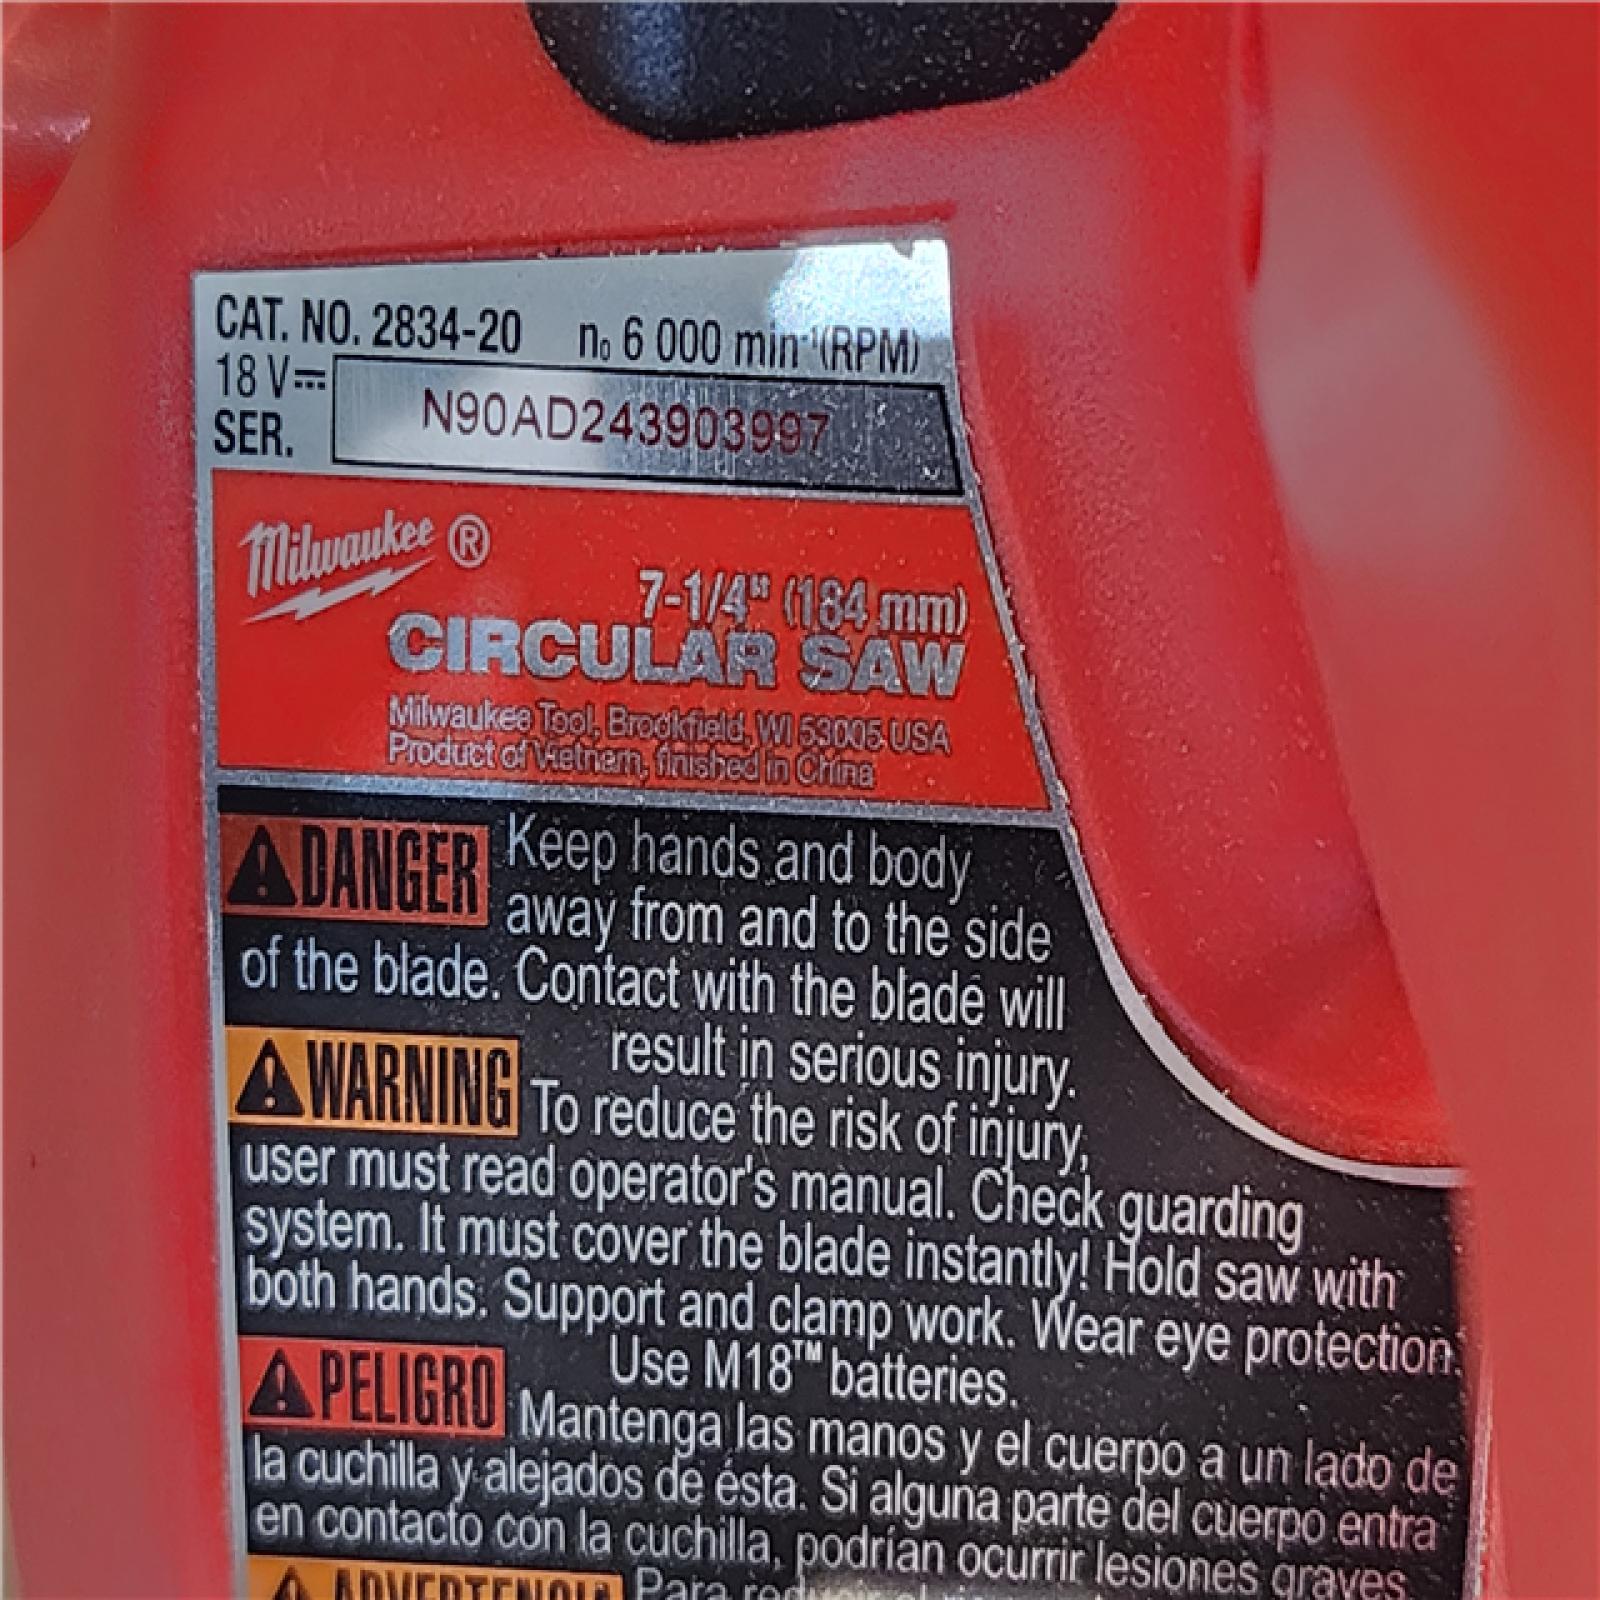 CAT. NO. 2834-20 n₀ 6 000 min⁻¹(RPM)
18 V⎓
SER. N90AD243903997
Milwaukee ®
7-1/4" (184 mm)
CIRCULAR SAW
Milwaukee Tool, Brookfield, WI 53005 USA
Product of Vietnam, finished in China
DANGER Keep hands and body
away from and to the side
of the blade. Contact with the blade will
result in serious injury.
WARNING To reduce the risk of injury,
user must read operator's manual. Check guarding
system. It must cover the blade instantly! Hold saw with
both hands. Support and clamp work. Wear eye protection.
Use M18™ batteries.
PELIGRO Mantenga las manos y el cuerpo a un lado de
la cuchilla y alejados de ésta. Si alguna parte del cuerpo entra
en contacto con la cuchilla, podrían ocurrir lesiones graves.
ADVERTENCIA Para reducir el